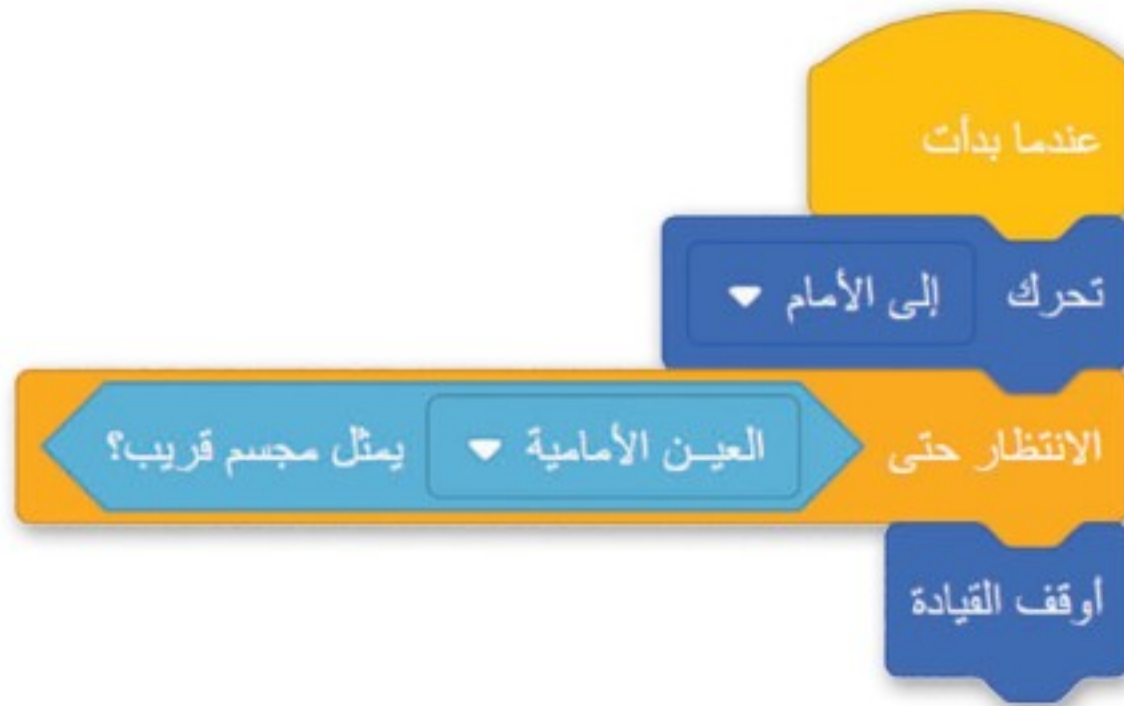 عندما بدأت
تحرك إلى الأمام
الانتظار حتى العيـن الأمامية يمثل مجسم قريب؟
أوقف القيادة